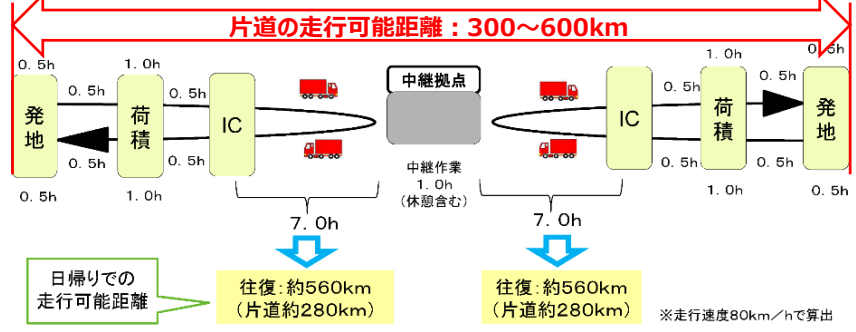 片道の走行可能距離：300～600km
0.5h
1.0h
1.0h
0.5h
0.5h
0.5h
0.5h
0.5h
発地
荷積
IC
中継拠点
IC
荷積
発地
0.5h
0.5h
0.5h
0.5h
0.5h
1.0h
中継作業
1.0h
（休憩含む）
1.0h
0.5h
7.0h
7.0h
日帰りでの
走行可能距離
往復：約560km
（片道約280km）
往復：約560km
（片道約280km）
※走行速度80km／hで算出